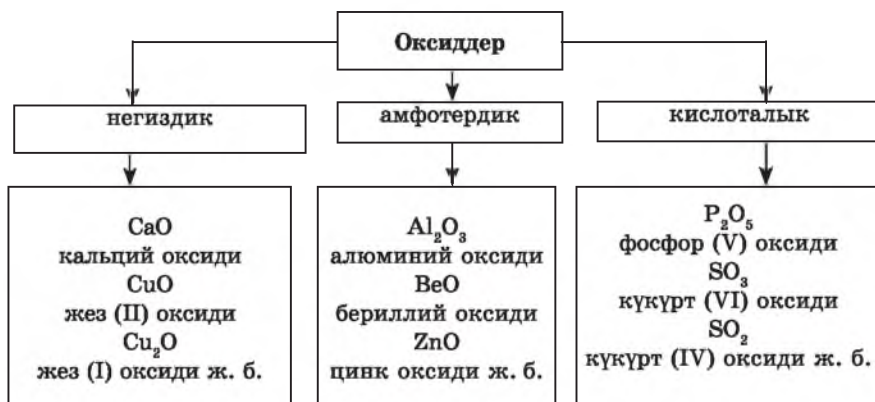 Оксиддер
негиздик
амфотердик
кислоталык
CaO
кальций оксиди
CuO
жез (II) оксиди
Cu₂O
жез (I) оксиди ж. б.
Al₂O₃
алюминий оксиди
BeO
бериллий оксиди
ZnO
цинк оксиди ж. б.
P₂O₅
фосфор (V) оксиди
SO₃
күкүрт (VI) оксиди
SO₂
күкүрт (IV) оксиди ж. б.